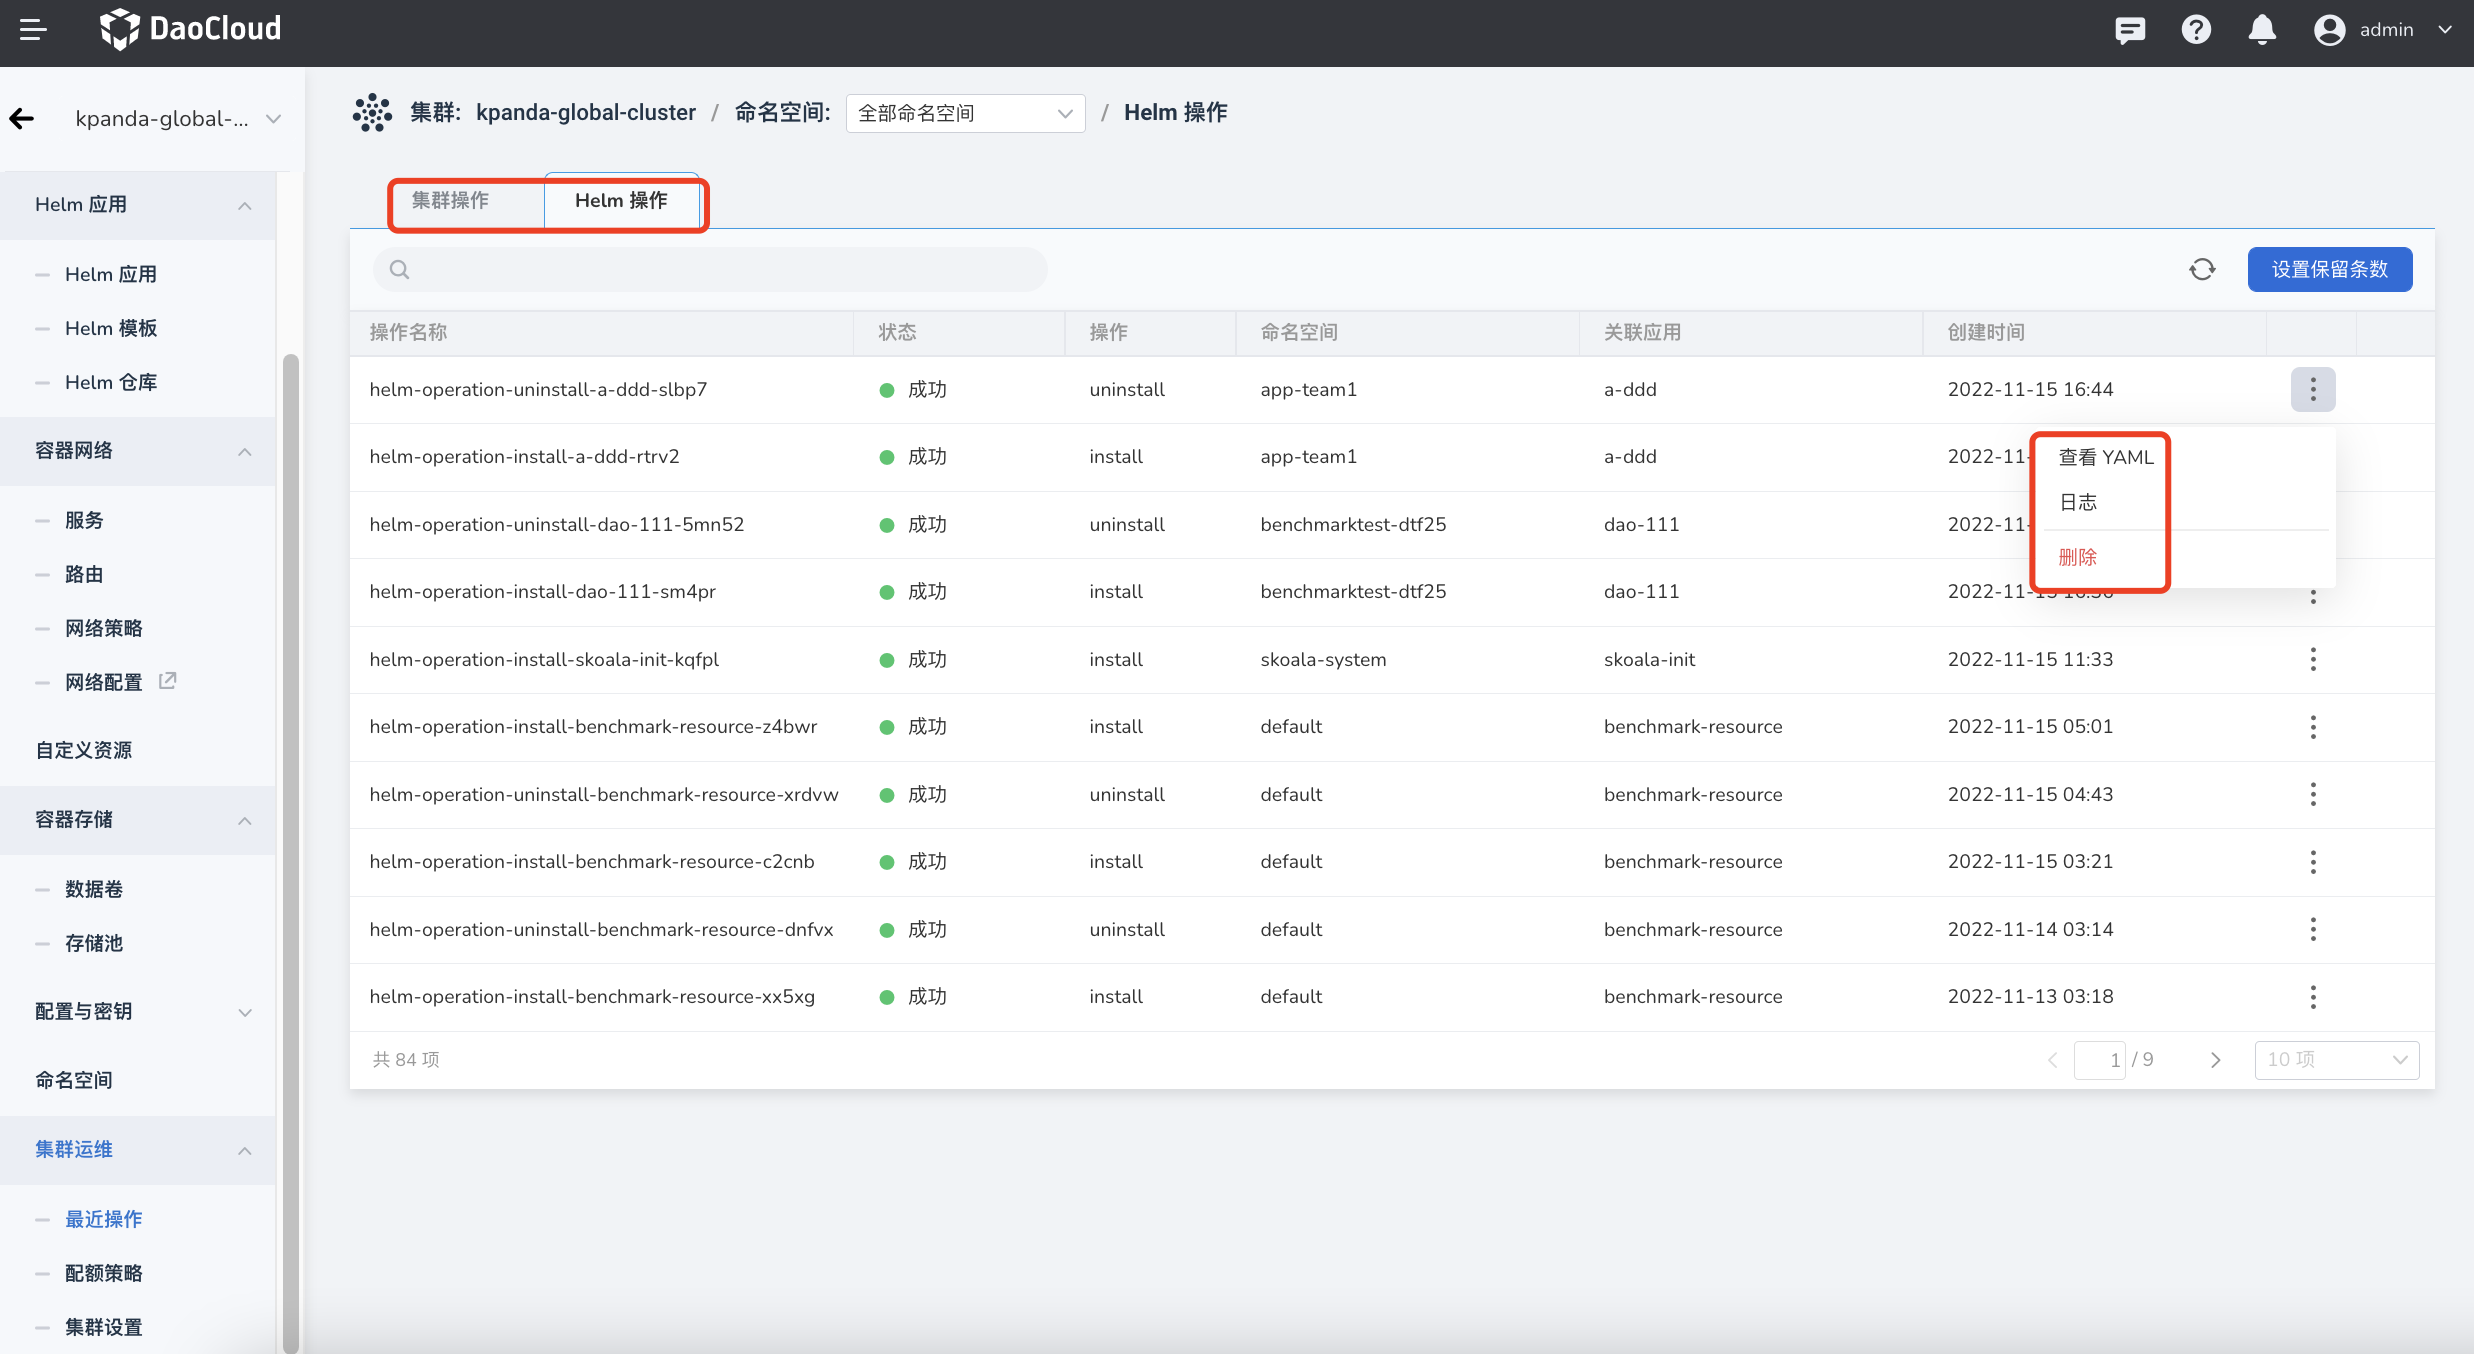 DaoCloud
admin
kpanda-global-...
集群: kpanda-global-cluster / 命名空间: 全部命名空间 / Helm 操作
集群操作
Helm 操作
设置保留条数
Helm 应用
Helm 应用
Helm 模板
Helm 仓库
容器网络
服务
路由
网络策略
网络配置
自定义资源
容器存储
数据卷
存储池
配置与密钥
命名空间
集群运维
最近操作
配额策略
集群设置
操作名称 状态 操作 命名空间 关联应用 创建时间
helm-operation-uninstall-a-ddd-slbp7 成功 uninstall app-team1 a-ddd 2022-11-15 16:44
helm-operation-install-a-ddd-rtrv2 成功 install app-team1 a-ddd 2022-11-
helm-operation-uninstall-dao-111-5mn52 成功 uninstall benchmarktest-dtf25 dao-111 2022-11-
helm-operation-install-dao-111-sm4pr 成功 install benchmarktest-dtf25 dao-111 2022-11-
helm-operation-install-skoala-init-kqfpl 成功 install skoala-system skoala-init 2022-11-15 11:33
helm-operation-install-benchmark-resource-z4bwr 成功 install default benchmark-resource 2022-11-15 05:01
helm-operation-uninstall-benchmark-resource-xrdvw 成功 uninstall default benchmark-resource 2022-11-15 04:43
helm-operation-install-benchmark-resource-c2cnb 成功 install default benchmark-resource 2022-11-15 03:21
helm-operation-uninstall-benchmark-resource-dnfvx 成功 uninstall default benchmark-resource 2022-11-14 03:14
helm-operation-install-benchmark-resource-xx5xg 成功 install default benchmark-resource 2022-11-13 03:18
查看 YAML
日志
删除
共 84 项
1 / 9
10 项